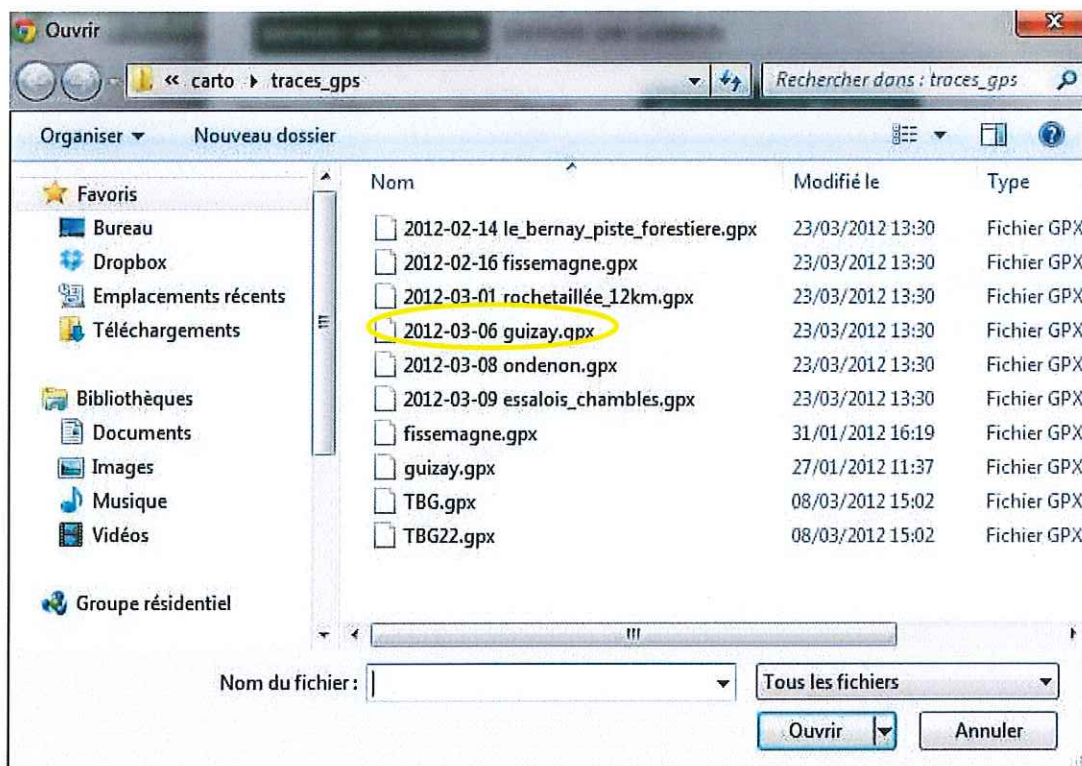 Ouvrir
« carto ▸ traces_gps
Rechercher dans : traces_gps
Organiser
Nouveau dossier
Favoris
Bureau
Dropbox
Emplacements récents
Téléchargements
Bibliothèques
Documents
Images
Musique
Vidéos
Groupe résidentiel
Nom Modifié le Type
2012-02-14 le_bernay_piste_forestiere.gpx 23/03/2012 13:30 Fichier GPX
2012-02-16 fissemagne.gpx 23/03/2012 13:30 Fichier GPX
2012-03-01 rochetaillée_12km.gpx 23/03/2012 13:30 Fichier GPX
2012-03-06 guizay.gpx 23/03/2012 13:30 Fichier GPX
2012-03-08 ondenon.gpx 23/03/2012 13:30 Fichier GPX
2012-03-09 essalois_chambles.gpx 23/03/2012 13:30 Fichier GPX
fissemagne.gpx 31/01/2012 16:19 Fichier GPX
guizay.gpx 27/01/2012 11:37 Fichier GPX
TBG.gpx 08/03/2012 15:02 Fichier GPX
TBG22.gpx 08/03/2012 15:02 Fichier GPX
Nom du fichier :
Tous les fichiers
Ouvrir
Annuler